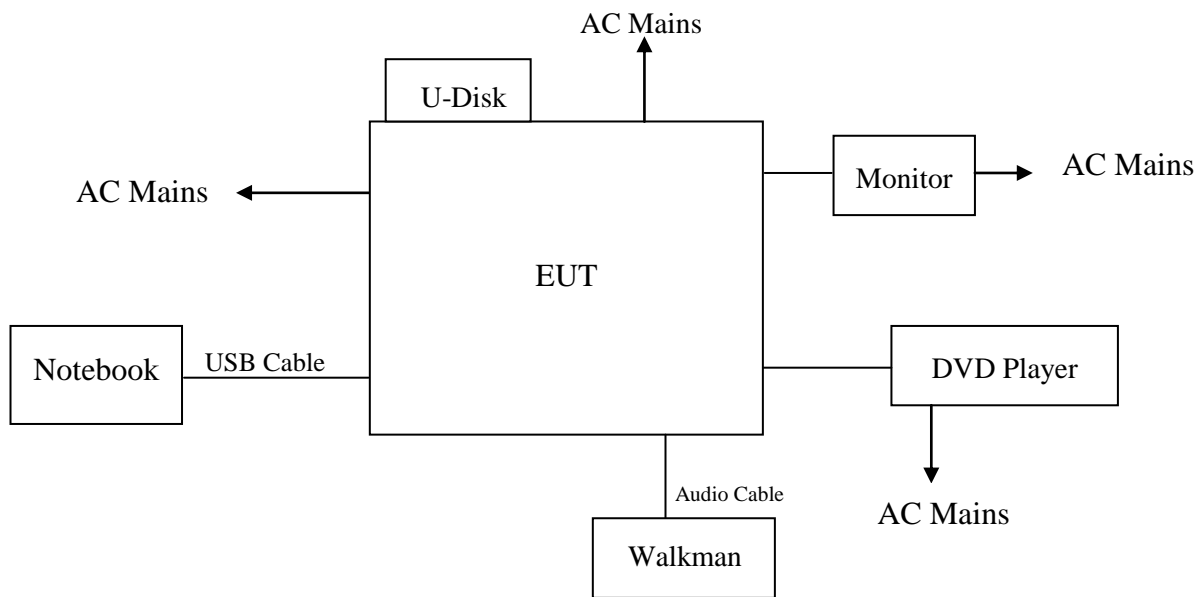 AC Mains
U-Disk
Monitor
AC Mains
AC Mains
EUT
Notebook
USB Cable
DVD Player
Audio Cable
AC Mains
Walkman